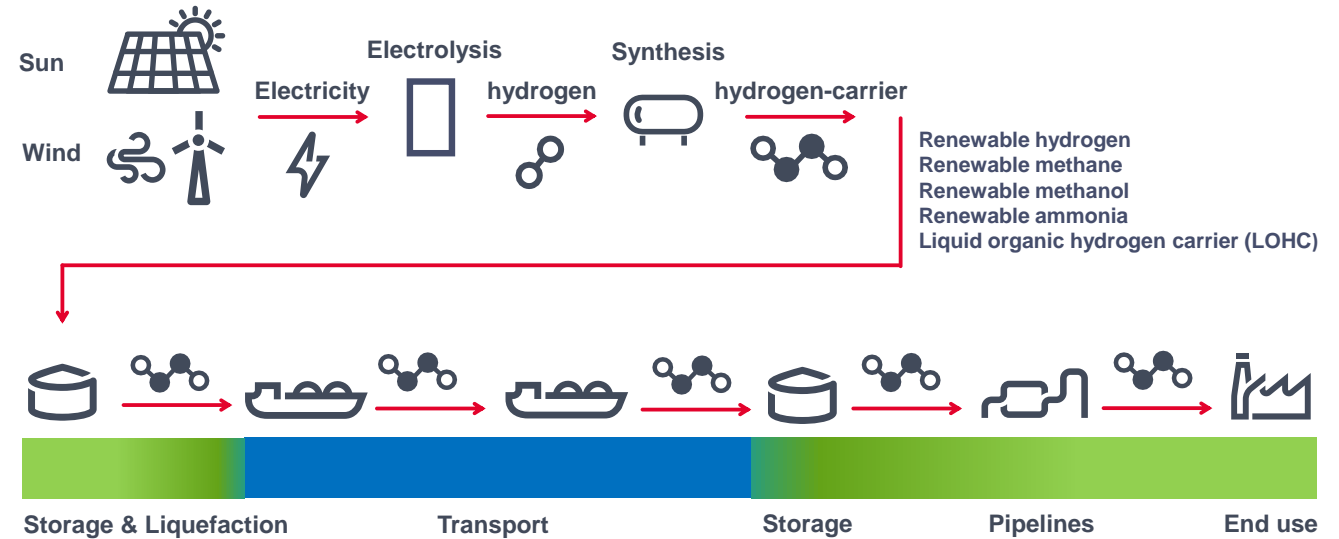 Sun
Wind
Electricity
Electrolysis
hydrogen
Synthesis
hydrogen-carrier
Renewable hydrogen
Renewable methane
Renewable methanol
Renewable ammonia
Liquid organic hydrogen carrier (LOHC)
Storage & Liquefaction
Transport
Storage
Pipelines
End use